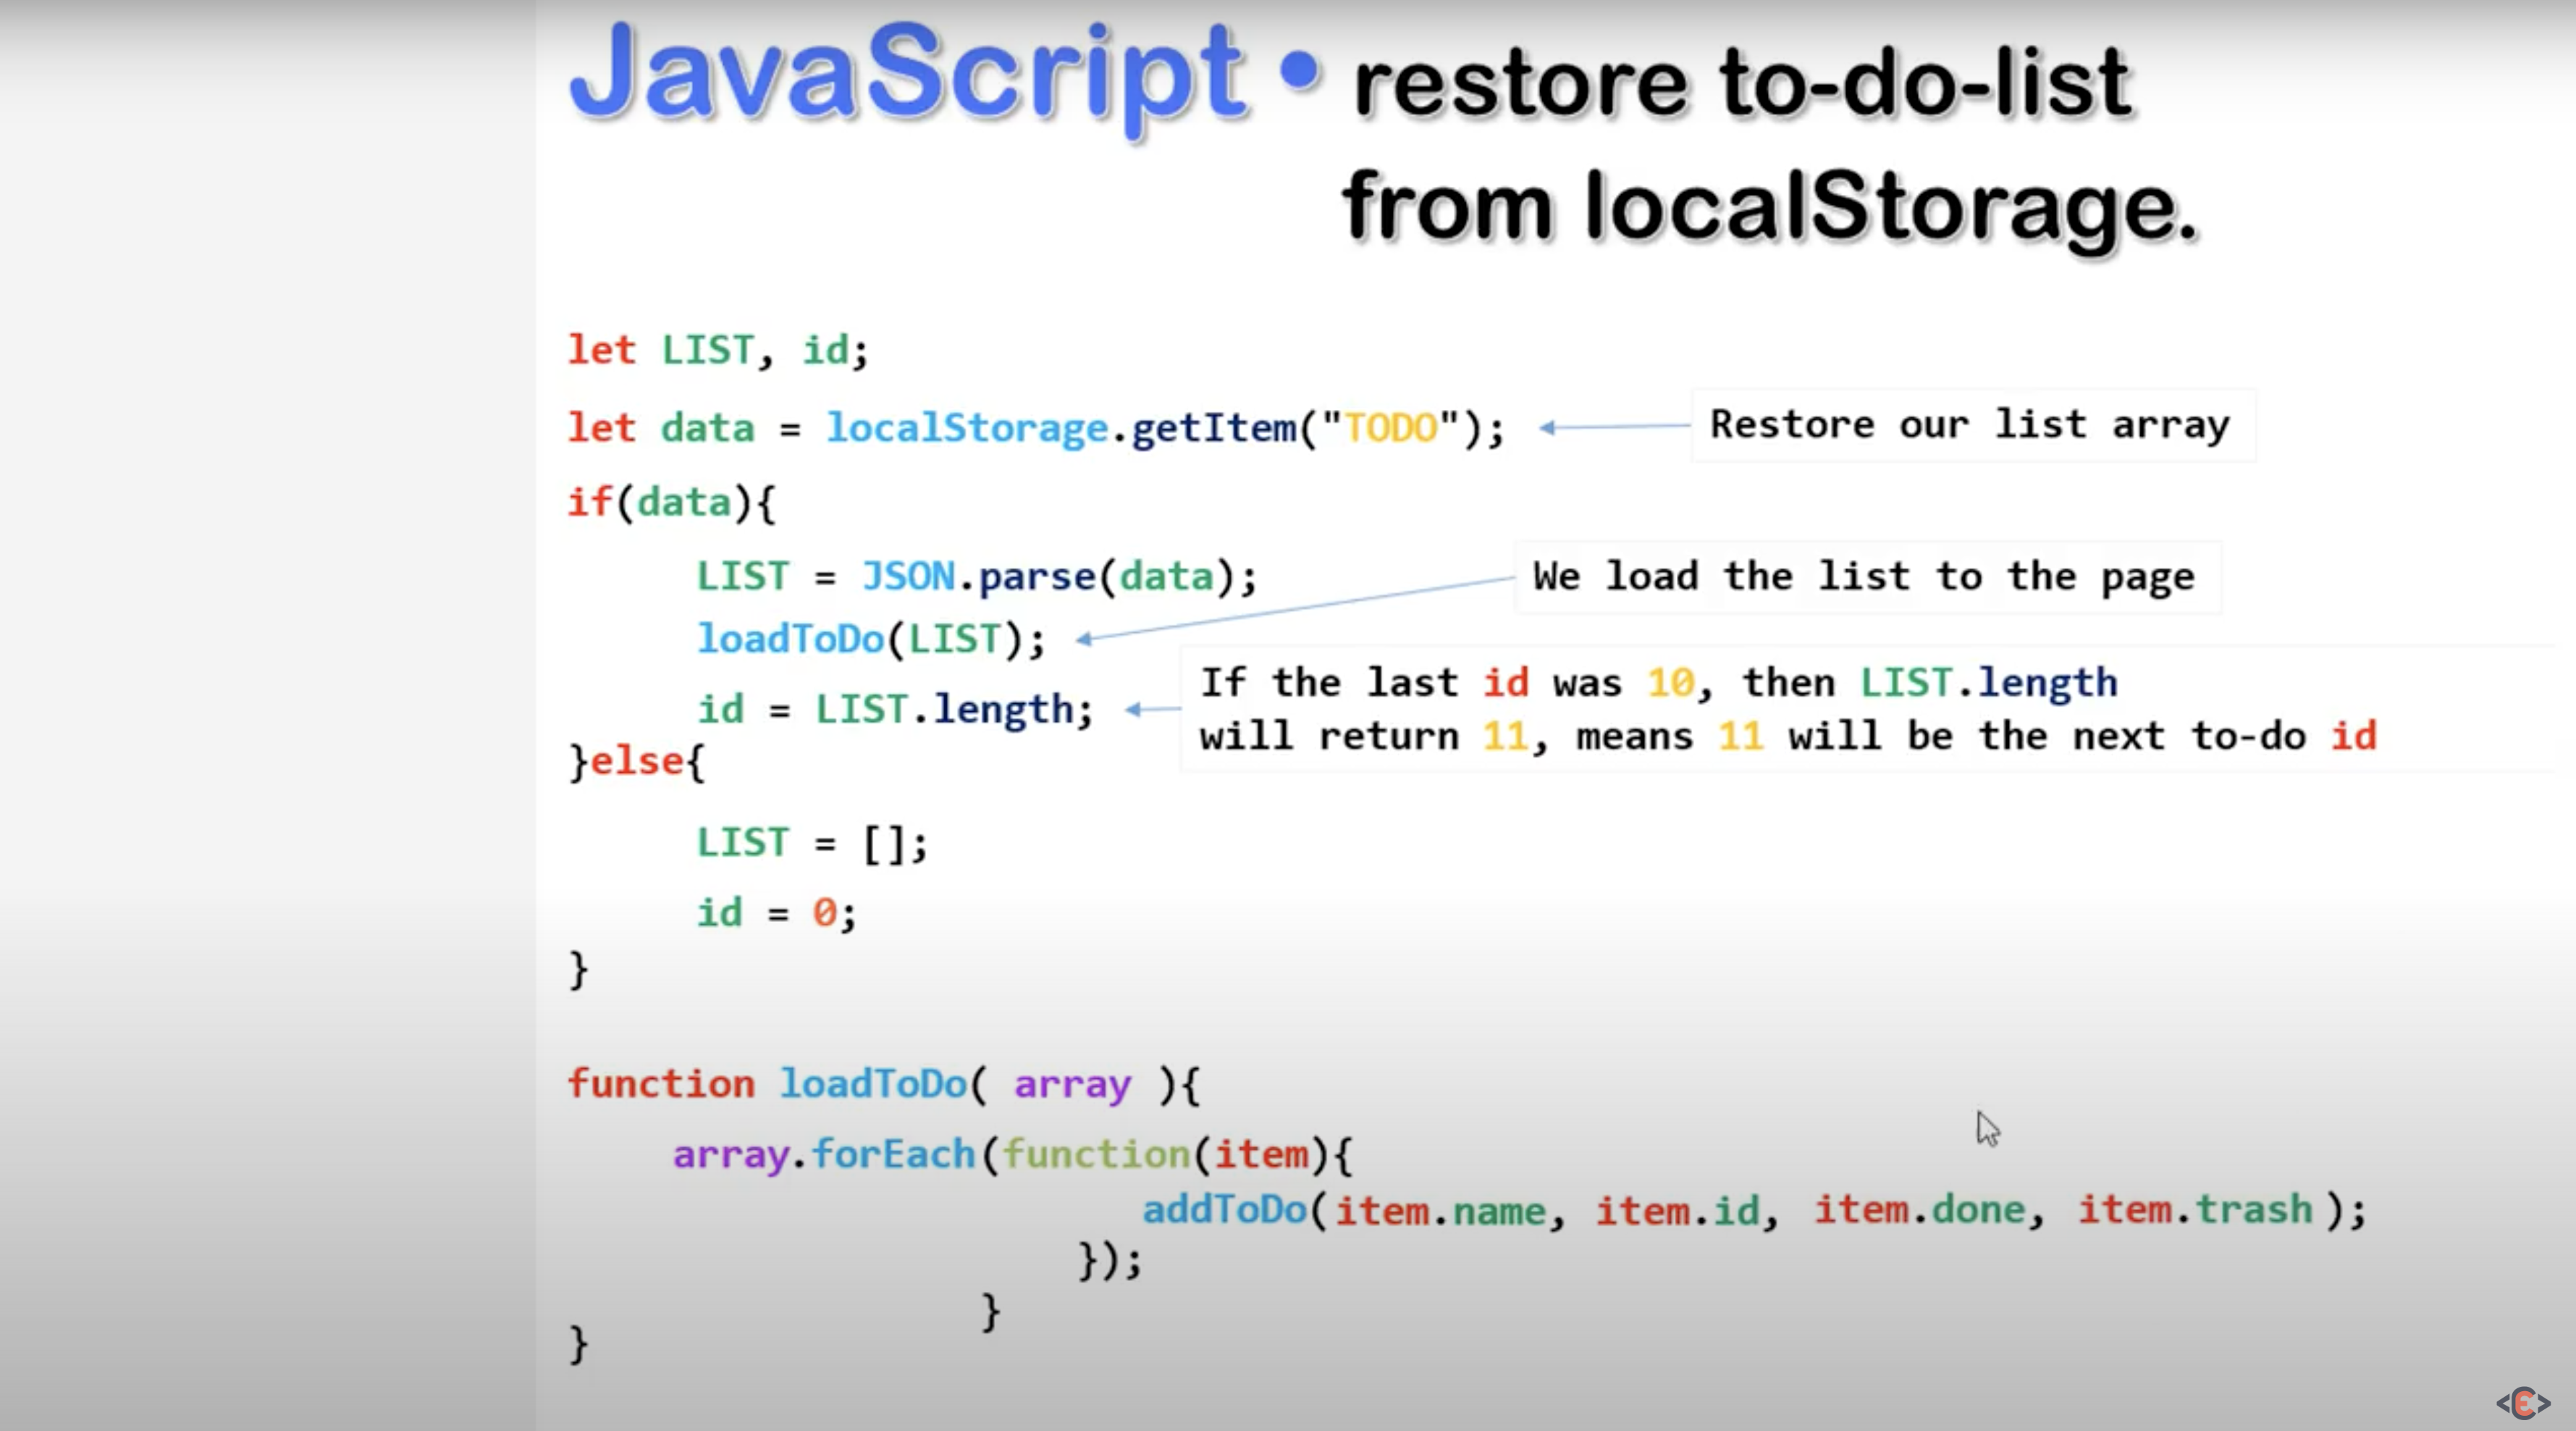 JavaScript • restore to-do-list
from localStorage.
let LIST, id;
let data = localStorage.getItem("TODO");
Restore our list array
if(data){
LIST = JSON.parse(data);
We load the list to the page
loadToDo(LIST);
id = LIST.length;
If the last id was 10, then LIST.length
will return 11, means 11 will be the next to-do id
}else{
LIST = [];
id = 0;
}
function loadToDo( array ){
array.forEach(function(item){
addToDo(item.name, item.id, item.done, item.trash );
});
}
}
<E>